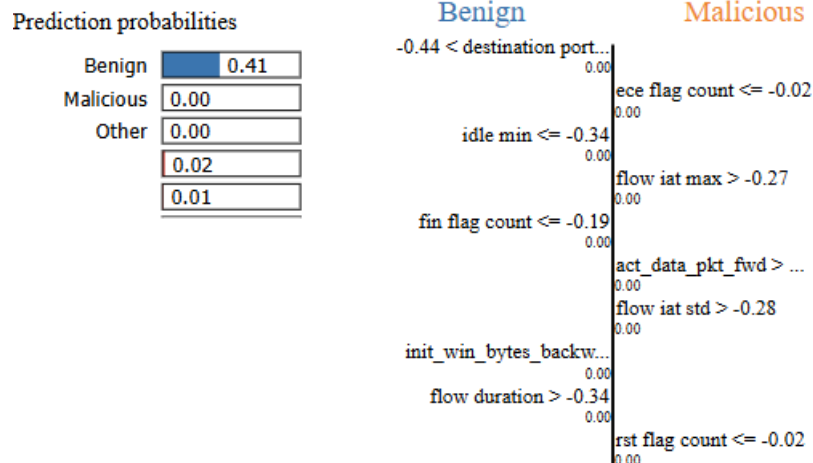 Prediction probabilities
Benign 0.41
Malicious 0.00
Other 0.00
0.02
0.01
Benign Malicious
-0.44 < destination port...
0.00
ece flag count <= -0.02
0.00
idle min <= -0.34
0.00
flow iat max > -0.27
0.00
fin flag count <= -0.19
0.00
act_data_pkt_fwd > ...
0.00
flow iat std > -0.28
0.00
init_win_bytes_backw...
0.00
flow duration > -0.34
0.00
rst flag count <= -0.02
0.00